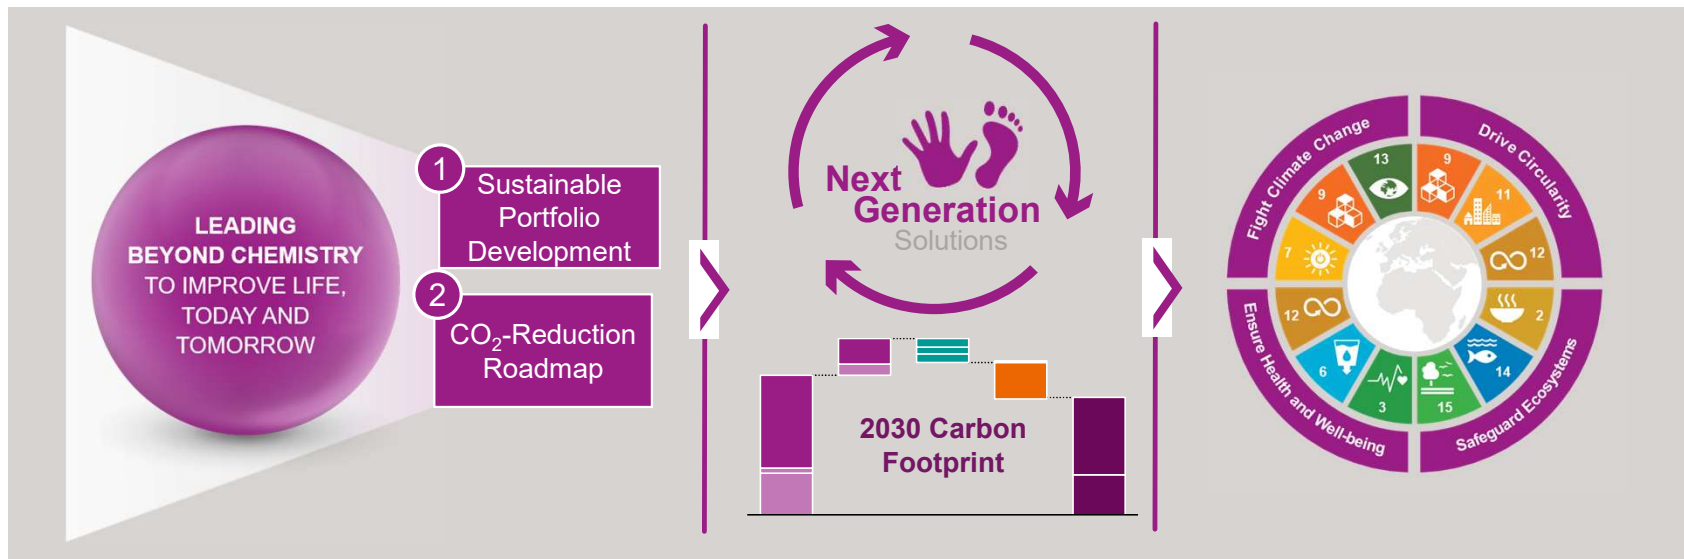 LEADING
BEYOND CHEMISTRY
TO IMPROVE LIFE,
TODAY AND
TOMORROW
1
Sustainable
Portfolio
Development
2
CO₂-Reduction
Roadmap
Next
Generation
Solutions
2030 Carbon
Footprint
Fight Climate Change
7
9
13
Drive Circularity
9
11
12
Ensure Health and Well-being
12
6
3
Safeguard Ecosystems
2
14
15